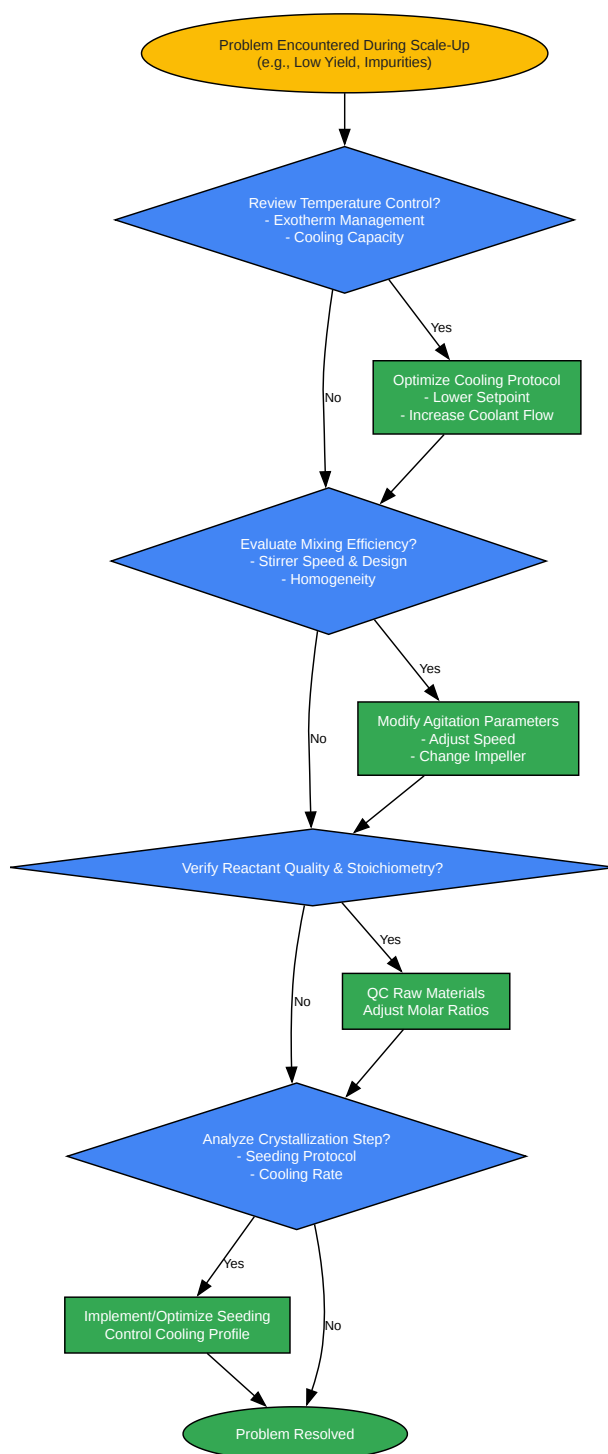 Problem Encountered During Scale-Up
(e.g., Low Yield, Impurities)
Review Temperature Control?
- Exotherm Management
- Cooling Capacity
Yes
Optimize Cooling Protocol
- Lower Setpoint
- Increase Coolant Flow
No
Evaluate Mixing Efficiency?
- Stirrer Speed & Design
- Homogeneity
Yes
Modify Agitation Parameters
- Adjust Speed
- Change Impeller
No
Verify Reactant Quality & Stoichiometry?
Yes
QC Raw Materials
Adjust Molar Ratios
No
Analyze Crystallization Step?
- Seeding Protocol
- Cooling Rate
Yes
Implement/Optimize Seeding
Control Cooling Profile
No
Problem Resolved